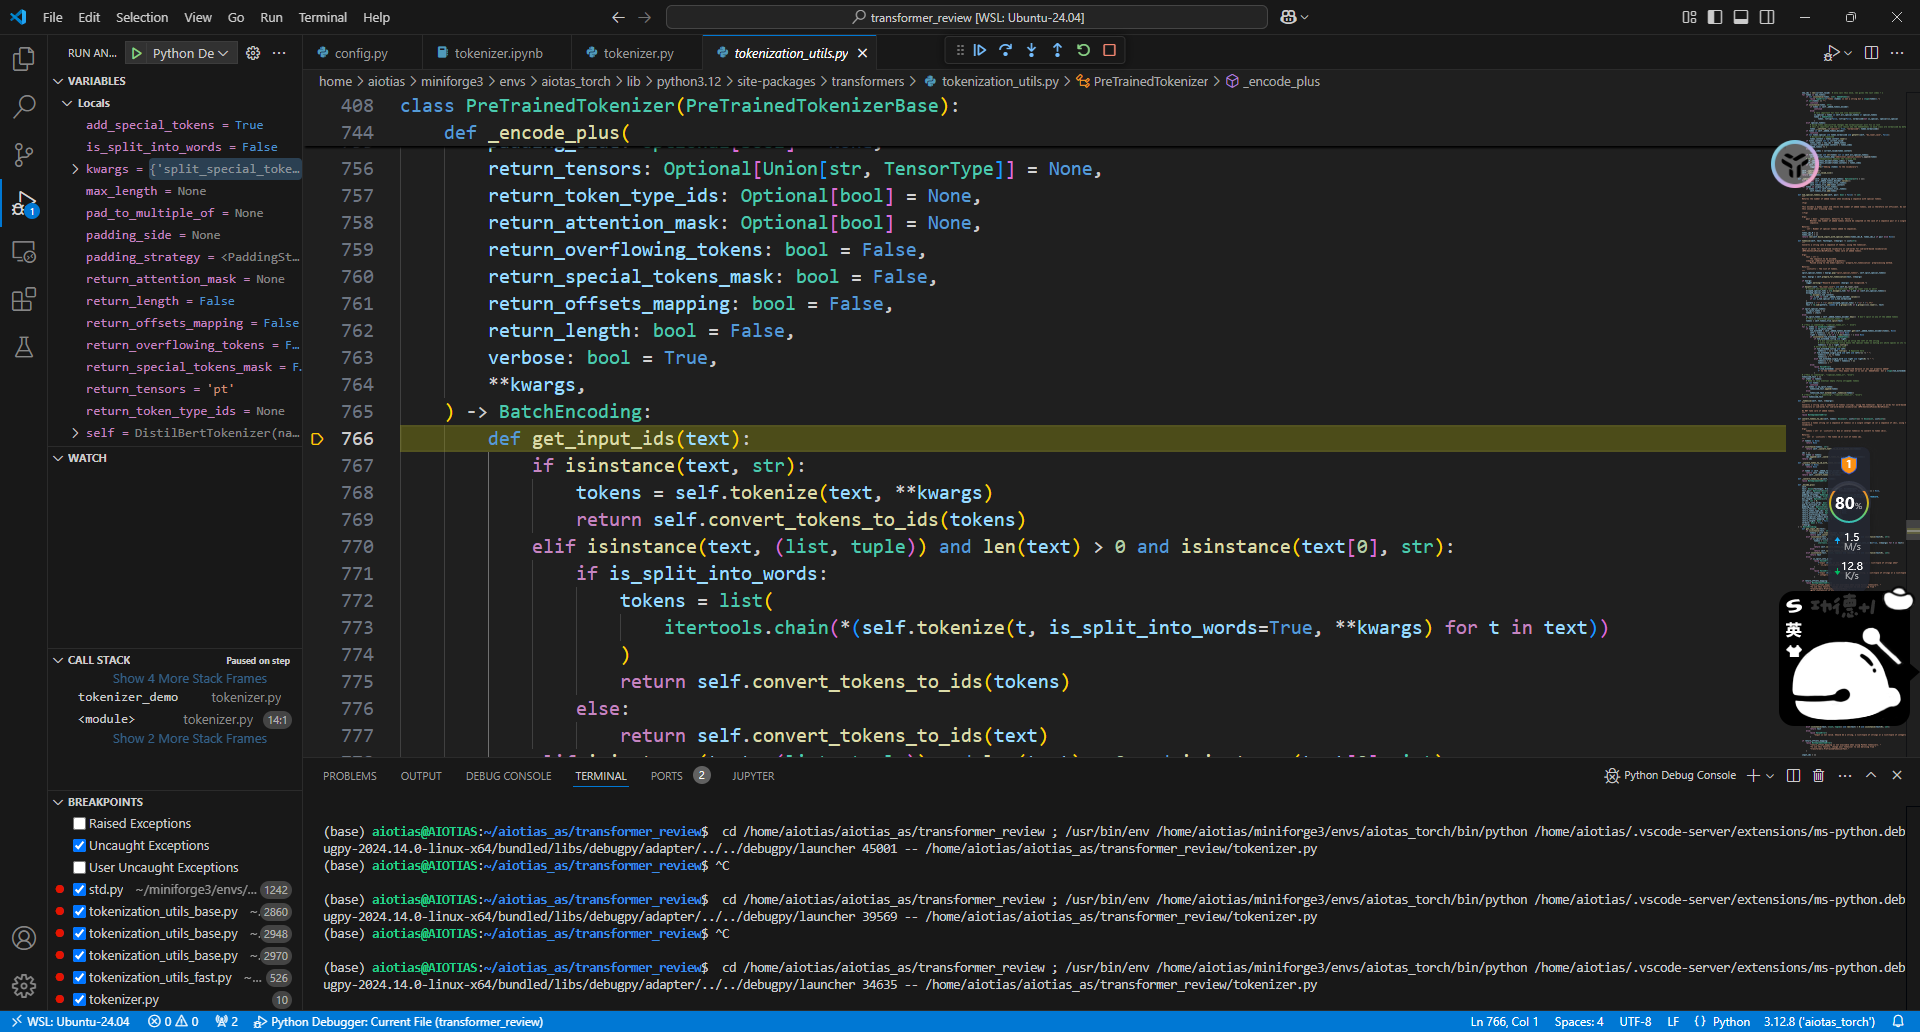 File Edit Selection View Go Run Terminal Help
transformer_review [WSL: Ubuntu-24.04]
RUN AN... Python De
config.py tokenizer.ipynb tokenizer.py tokenization_utils.py
home > aiotias > miniforge3 > envs > aiotas_torch > lib > python3.12 > site-packages > transformers > tokenization_utils.py > PreTrainedTokenizer > _encode_plus
VARIABLES
Locals
add_special_tokens = True
is_split_into_words = False
kwargs = {'split_special_toke...
max_length = None
pad_to_multiple_of = None
padding_side = None
padding_strategy = <PaddingSt...
return_attention_mask = None
return_length = False
return_offsets_mapping = False
return_overflowing_tokens = F...
return_special_tokens_mask = F...
return_tensors = 'pt'
return_token_type_ids = None
self = DistilBertTokenizer(na...
WATCH
CALL STACK Paused on step
Show 4 More Stack Frames
tokenizer_demo tokenizer.py
<module> tokenizer.py 14:1
Show 2 More Stack Frames
BREAKPOINTS
Raised Exceptions
Uncaught Exceptions
User Uncaught Exceptions
std.py ~/miniforge3/envs/... 1242
tokenization_utils_base.py ~. 2860
tokenization_utils_base.py ~. 2948
tokenization_utils_base.py ~. 2970
tokenization_utils_fast.py ~... 526
tokenizer.py 10
408 class PreTrainedTokenizer(PreTrainedTokenizerBase):
744 def _encode_plus(
756 return_tensors: Optional[Union[str, TensorType]] = None,
757 return_token_type_ids: Optional[bool] = None,
758 return_attention_mask: Optional[bool] = None,
759 return_overflowing_tokens: bool = False,
760 return_special_tokens_mask: bool = False,
761 return_offsets_mapping: bool = False,
762 return_length: bool = False,
763 verbose: bool = True,
764 **kwargs,
765 ) -> BatchEncoding:
766 def get_input_ids(text):
767 if isinstance(text, str):
768 tokens = self.tokenize(text, **kwargs)
769 return self.convert_tokens_to_ids(tokens)
770 elif isinstance(text, (list, tuple)) and len(text) > 0 and isinstance(text[0], str):
771 if is_split_into_words:
772 tokens = list(
773 itertools.chain(*(self.tokenize(t, is_split_into_words=True, **kwargs) for t in text))
774 )
775 return self.convert_tokens_to_ids(tokens)
776 else:
777 return self.convert_tokens_to_ids(text)
1
80%
1.5
M/s
12.8
K/s
功德+1
英
PROBLEMS OUTPUT DEBUG CONSOLE TERMINAL PORTS 2 JUPYTER
Python Debug Console
(base) aiotias@AIOTIAS:~/aiotias_as/transformer_review$ cd /home/aiotias/aiotias_as/transformer_review ; /usr/bin/env /home/aiotias/miniforge3/envs/aiotas_torch/bin/python /home/aiotias/.vscode-server/extensions/ms-python.deb
ugpy-2024.14.0-linux-x64/bundled/libs/debugpy/adapter/../../debugpy/launcher 45001 -- /home/aiotias/aiotias_as/transformer_review/tokenizer.py
(base) aiotias@AIOTIAS:~/aiotias_as/transformer_review$ ^C
(base) aiotias@AIOTIAS:~/aiotias_as/transformer_review$ cd /home/aiotias/aiotias_as/transformer_review ; /usr/bin/env /home/aiotias/miniforge3/envs/aiotas_torch/bin/python /home/aiotias/.vscode-server/extensions/ms-python.deb
ugpy-2024.14.0-linux-x64/bundled/libs/debugpy/adapter/../../debugpy/launcher 39569 -- /home/aiotias/aiotias_as/transformer_review/tokenizer.py
(base) aiotias@AIOTIAS:~/aiotias_as/transformer_review$ ^C
(base) aiotias@AIOTIAS:~/aiotias_as/transformer_review$ cd /home/aiotias/aiotias_as/transformer_review ; /usr/bin/env /home/aiotias/miniforge3/envs/aiotas_torch/bin/python /home/aiotias/.vscode-server/extensions/ms-python.deb
ugpy-2024.14.0-linux-x64/bundled/libs/debugpy/adapter/../../debugpy/launcher 34635 -- /home/aiotias/aiotias_as/transformer_review/tokenizer.py
WSL: Ubuntu-24.04 0 0 2 Python Debugger: Current File (transformer_review) Ln 766, Col 1 Spaces: 4 UTF-8 LF {} Python 3.12.8 ('aiotas_torch')